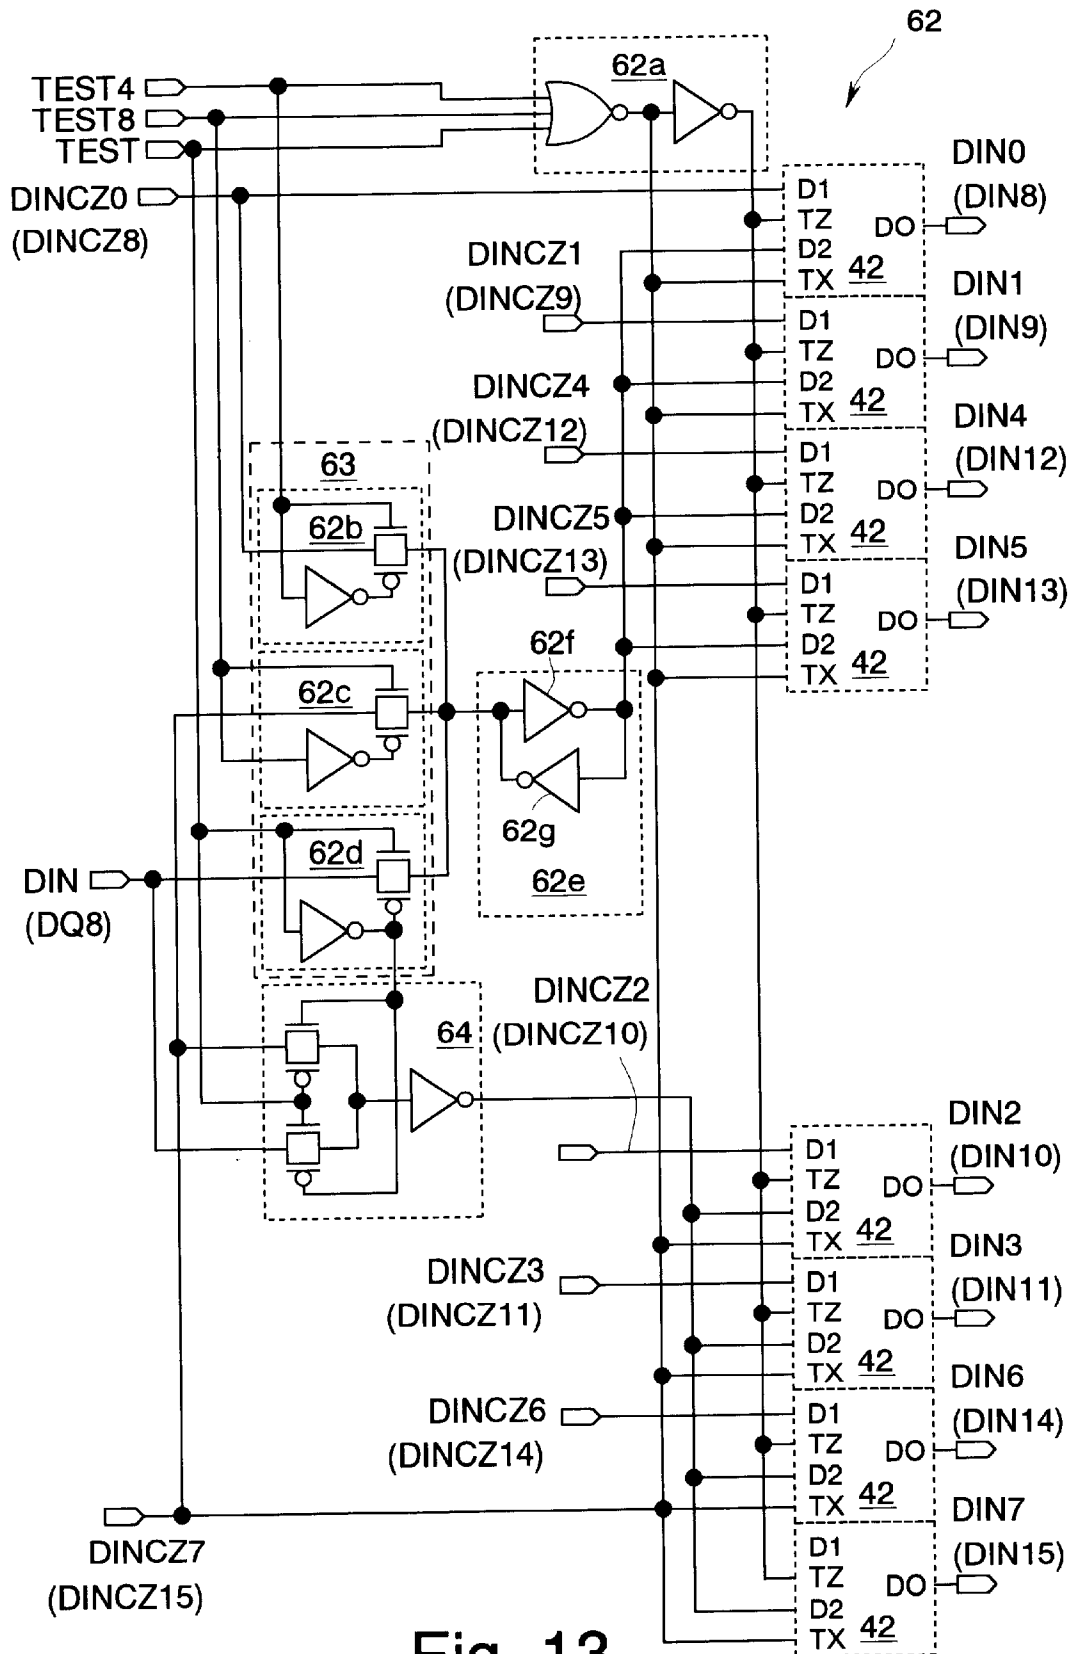 62
62a
TEST4
TEST8
TEST
DINCZ0
(DINCZ8)
D1
TZ
D2
TX
DO
42
DIN0
(DIN8)
DINCZ1
(DINCZ9)
D1
TZ
D2
TX
DO
42
DIN1
(DIN9)
DINCZ4
(DINCZ12)
D1
TZ
D2
TX
DO
42
DIN4
(DIN12)
DINCZ5
(DINCZ13)
D1
TZ
D2
TX
DO
42
DIN5
(DIN13)
63
62b
62c
62d
62f
62g
62e
DIN
(DQ8)
64
DINCZ2
(DINCZ10)
D1
TZ
D2
TX
DO
42
DIN2
(DIN10)
DINCZ3
(DINCZ11)
D1
TZ
D2
TX
DO
42
DIN3
(DIN11)
DINCZ6
(DINCZ14)
D1
TZ
D2
TX
DO
42
DIN6
(DIN14)
DINCZ7
(DINCZ15)
D1
TZ
D2
TX
DO
42
DIN7
(DIN15)
Fig. 13